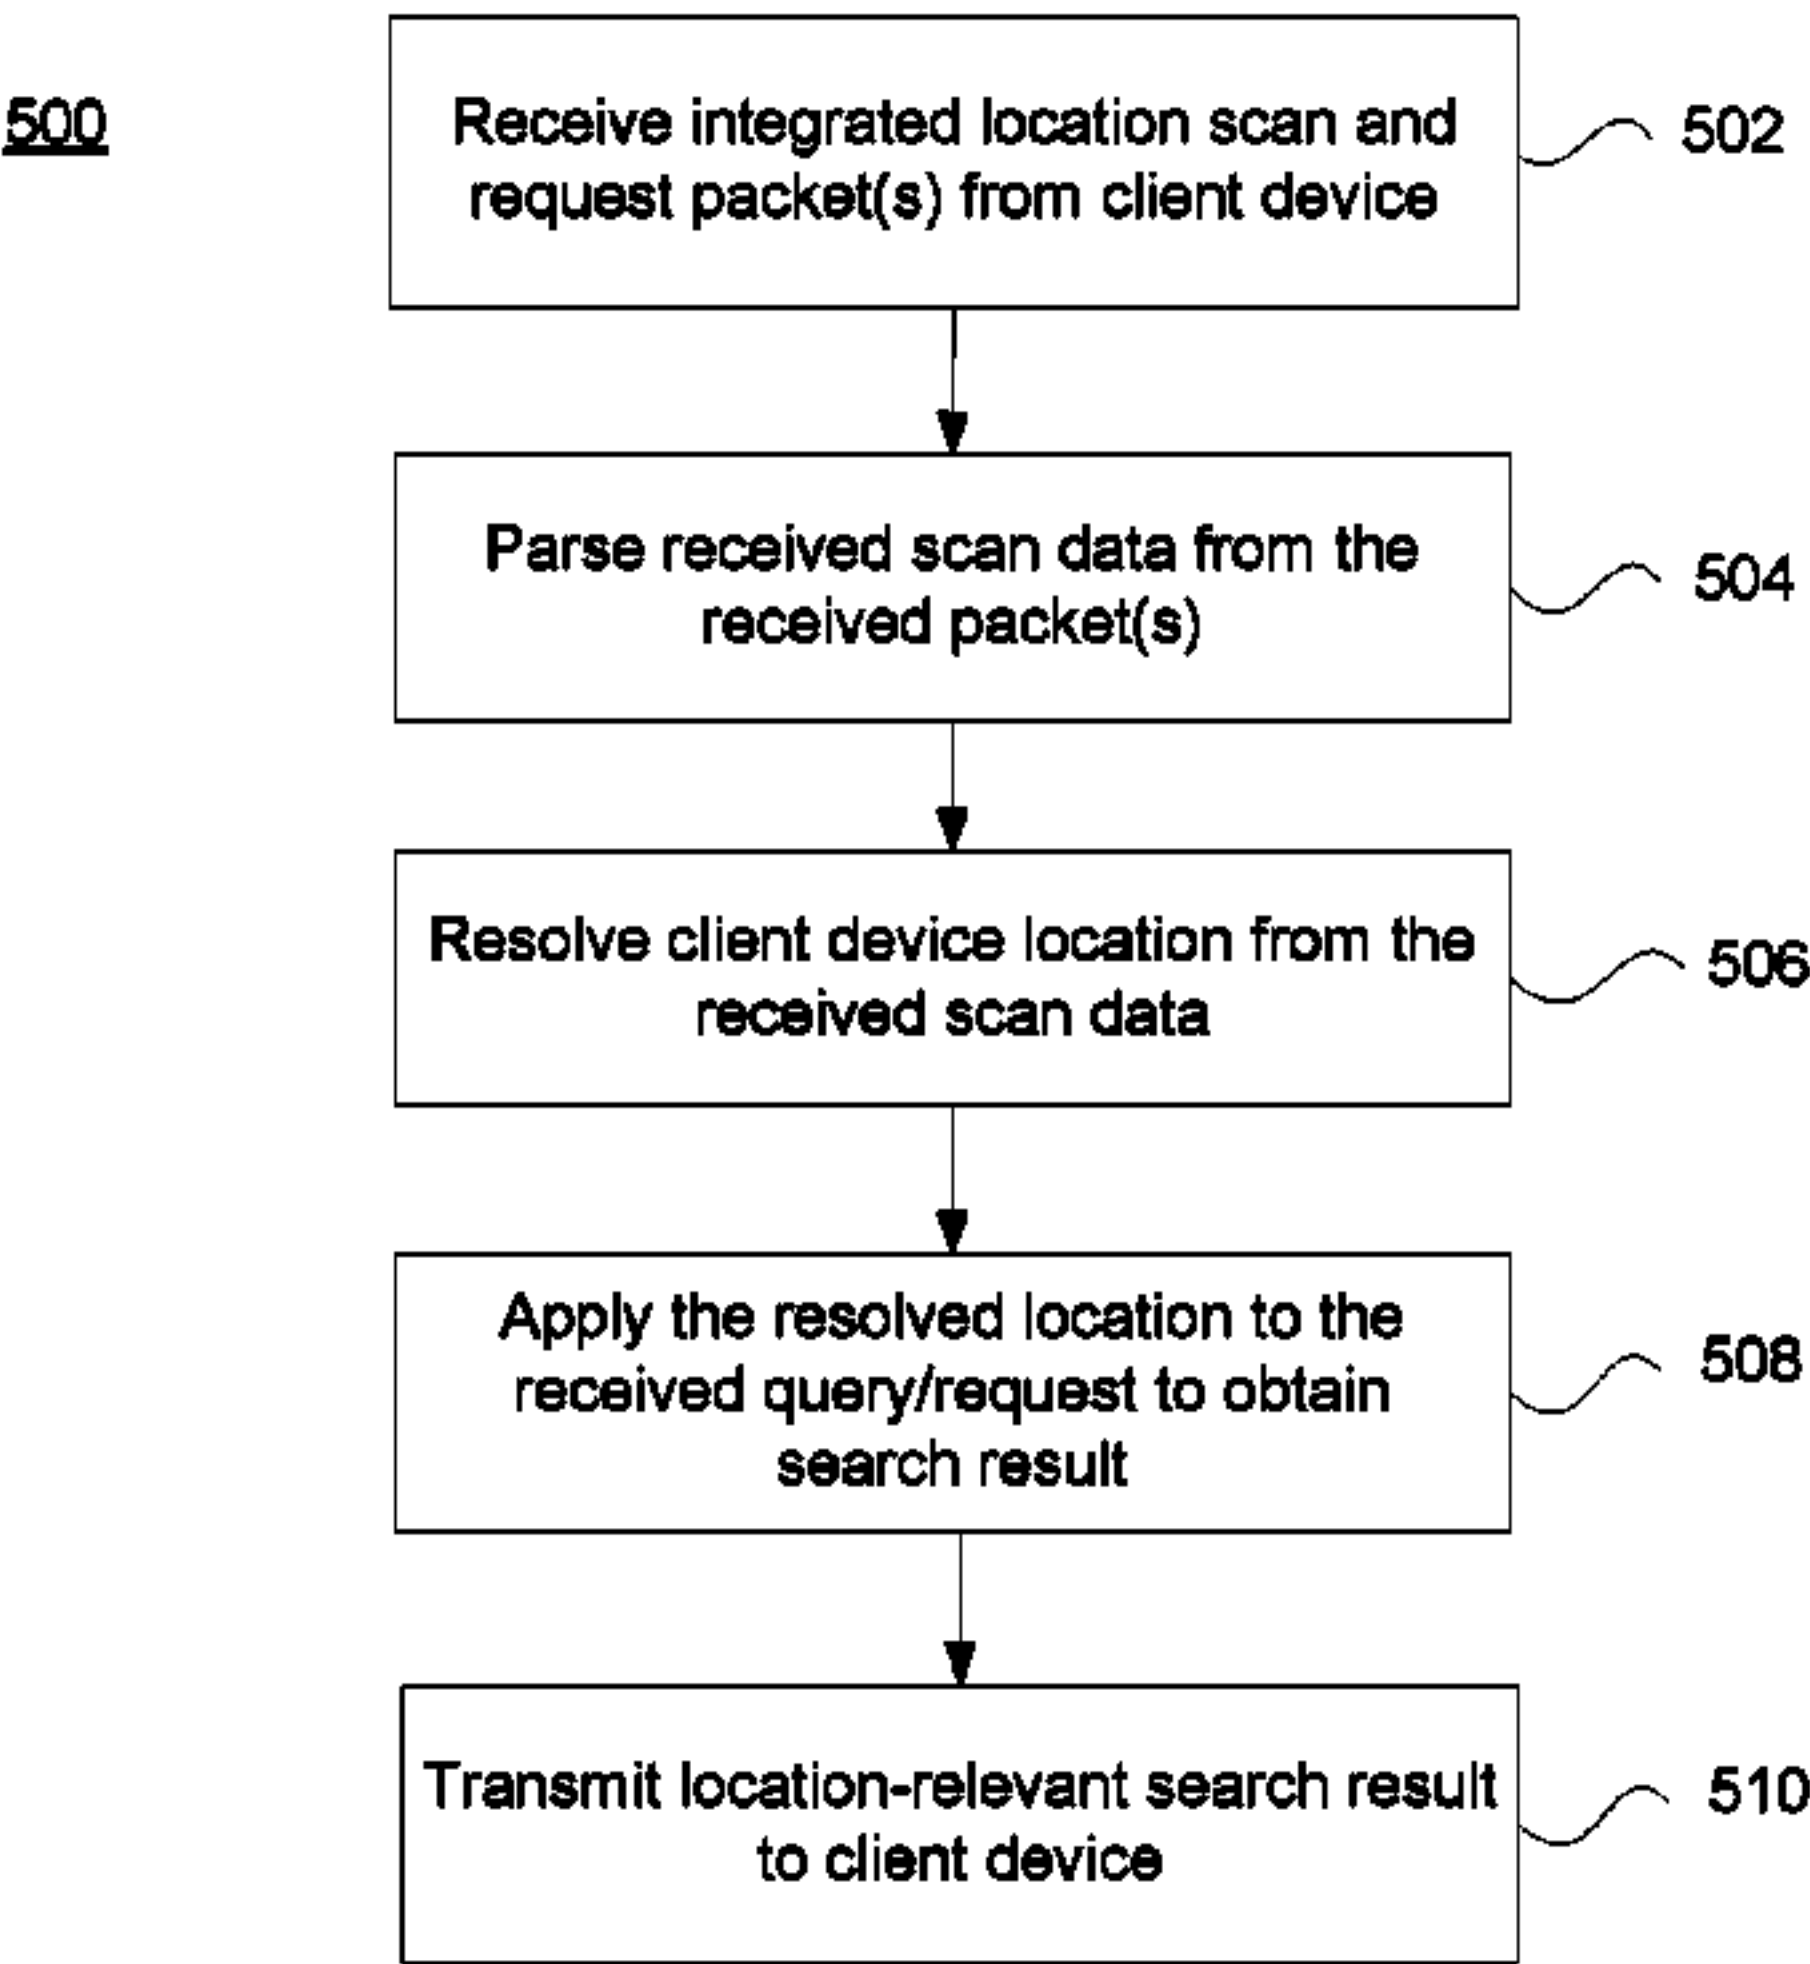 500
Receive integrated location scan and
request packet(s) from client device
502
Parse received scan data from the
received packet(s)
504
Resolve client device location from the
received scan data
506
Apply the resolved location to the
received query/request to obtain
search result
508
Transmit location-relevant search result
to client device
510